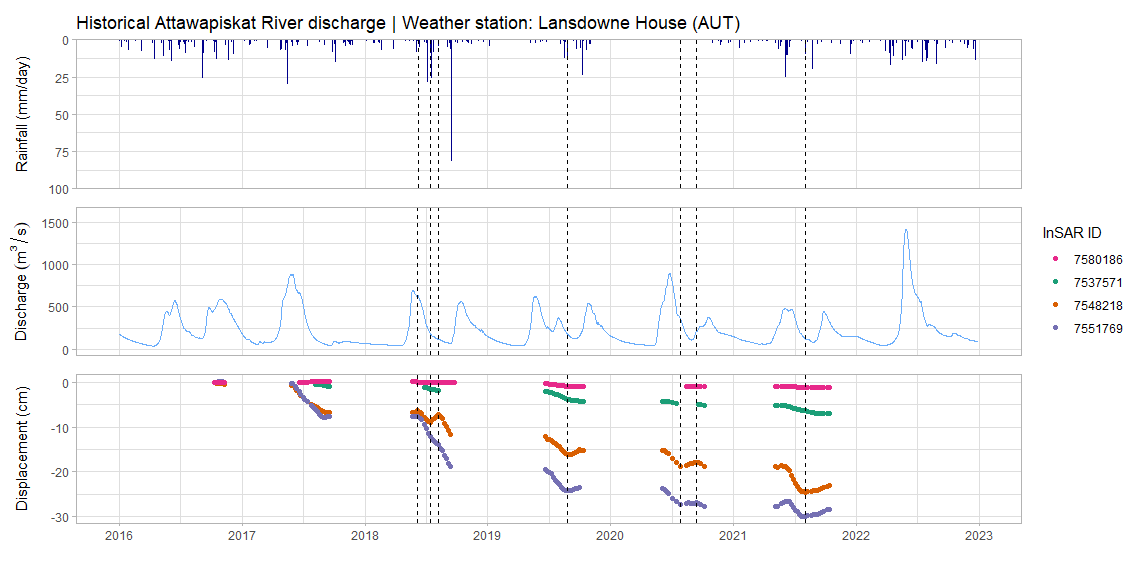 Historical Attawapiskat River discharge | Weather station: Lansdowne House (AUT)
Rainfall (mm/day)
0
25
50
75
100
Discharge (m³ / s)
1500
1000
500
0
InSAR ID
7580186
7537571
7548218
7551769
Displacement (cm)
0
-10
-20
-30
2016 2017 2018 2019 2020 2021 2022 2023